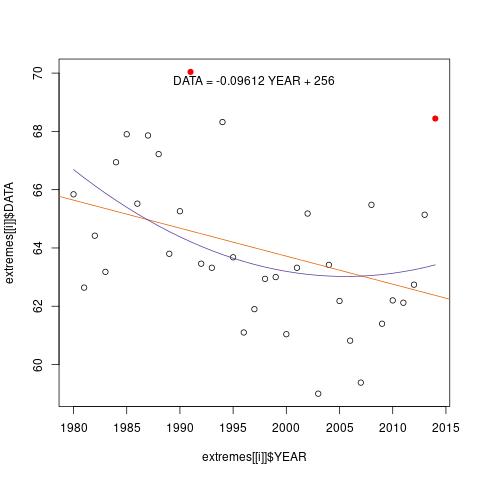 DATA = -0.09612 YEAR + 256
70
68
66
64
62
60
extremes[[i]]$DATA
1980 1985 1990 1995 2000 2005 2010 2015
extremes[[i]]$YEAR